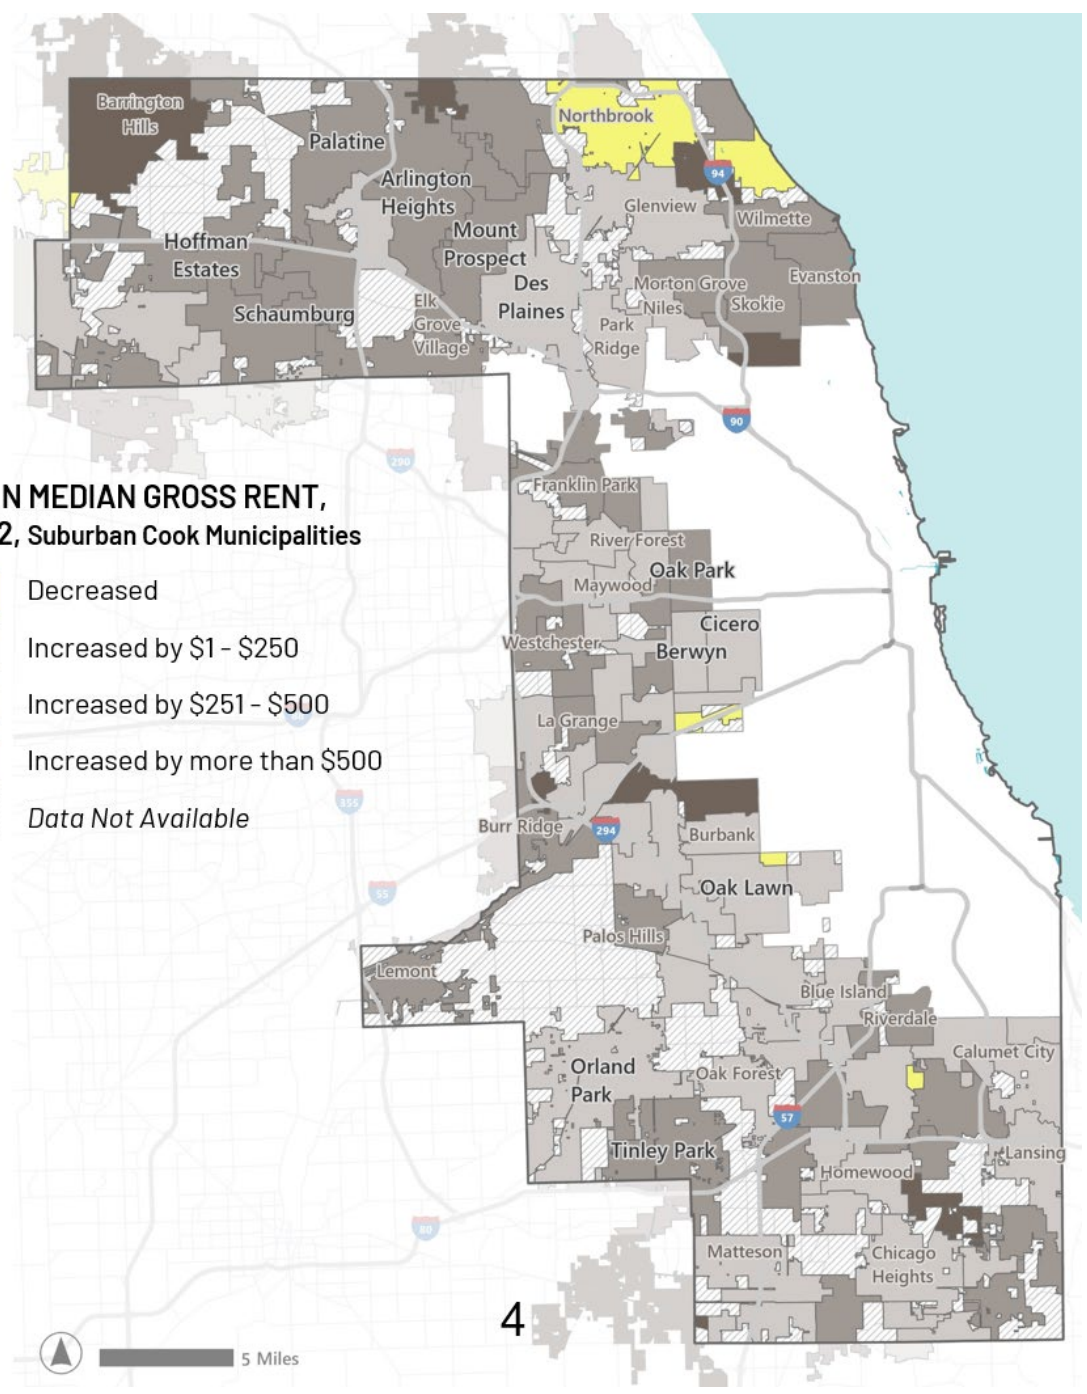 Barrington
Hills
Northbrook
Palatine
94
Arlington
Heights
Glenview
Wilmette
Mount
Prospect
Hoffman
Estates
Des
Plaines
Morton Grove
Evanston
Niles
Skokie
Schaumburg
Elk
Grove
Village
Park
Ridge
90
290
Franklin Park
N MEDIAN GROSS RENT,
2, Suburban Cook Municipalities
River Forest
Oak Park
Maywood
Decreased
Cicero
Westchester
Berwyn
Increased by $1 - $250
Increased by $251 - $500
La Grange
Increased by more than $500
355
Data Not Available
Burr Ridge
294
Burbank
55
Oak Lawn
Palos Hills
Lemont
Blue Island
Riverdale
Calumet City
Orland
Park
Oak Forest
57
Tinley Park
Lansing
Homewood
80
Matteson
Chicago
Heights
4
5 Miles